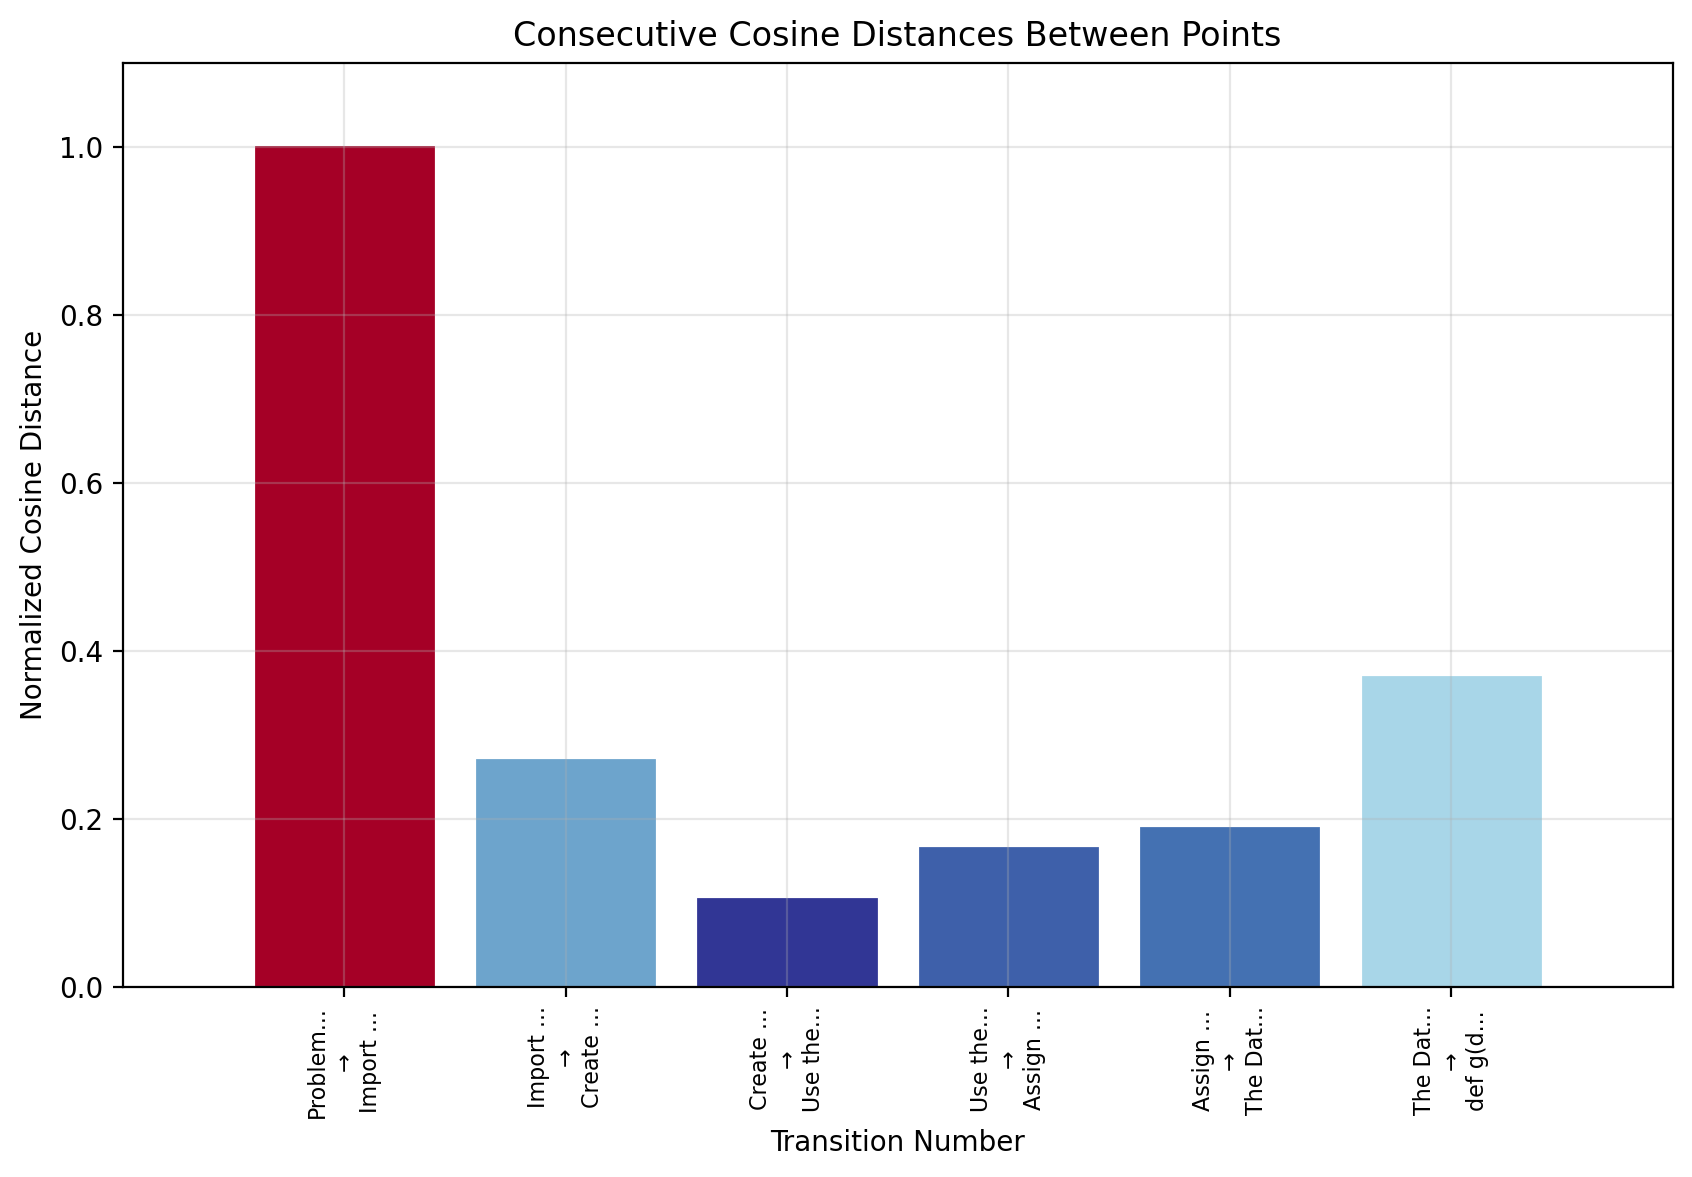 Consecutive Cosine Distances Between Points
Normalized Cosine Distance
1.0
0.8
0.6
0.4
0.2
0.0
Problem...
→
Import ...
Import ...
→
Create ...
Create ...
→
Use the...
Use the...
→
Assign ...
Assign ...
→
The Dat...
The Dat...
→
def g(d...
Transition Number